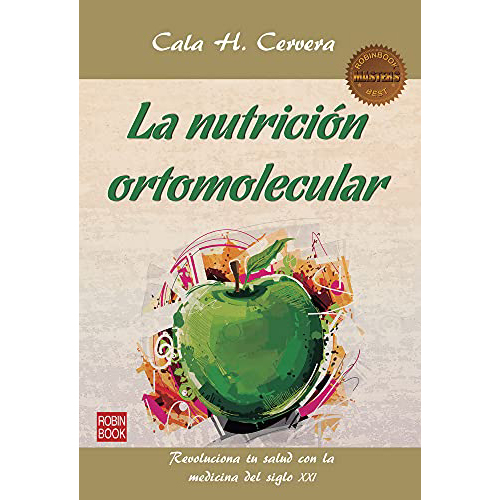 Cala H. Cervera
ROBINBOOK
MASTERS
BEST
La nutrición
ortomolecular
ROBIN
BOOK
Revoluciona tu salud con la
medicina del siglo XXI